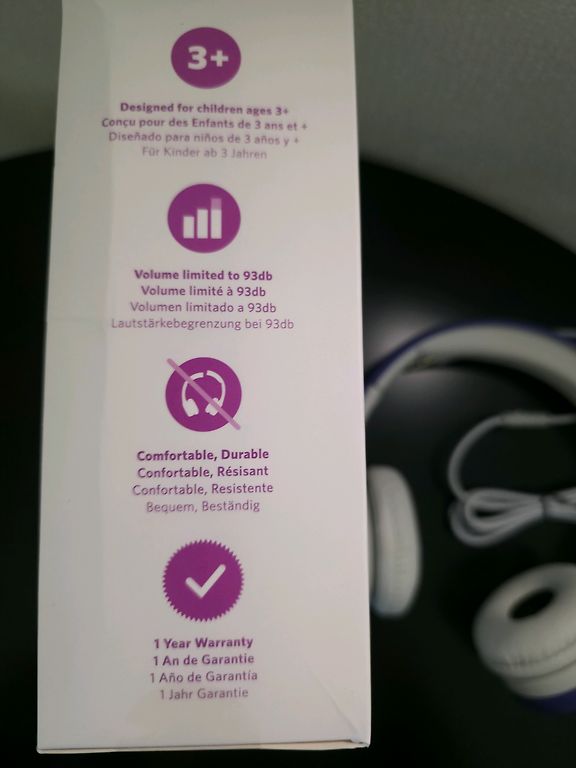 3+
Designed for children ages 3+
Conçu pour des Enfants de 3 ans et +
Diseñado para niños de 3 años y +
Für Kinder ab 3 Jahren
Volume limited to 93db
Volume limité à 93db
Volumen limitado a 93db
Lautstärkebegrenzung bei 93db
Comfortable, Durable
Confortable, Résisant
Confortable, Resistente
Bequem, Beständig
1 Year Warranty
1 An de Garantie
1 Año de Garantía
1 Jahr Garantie